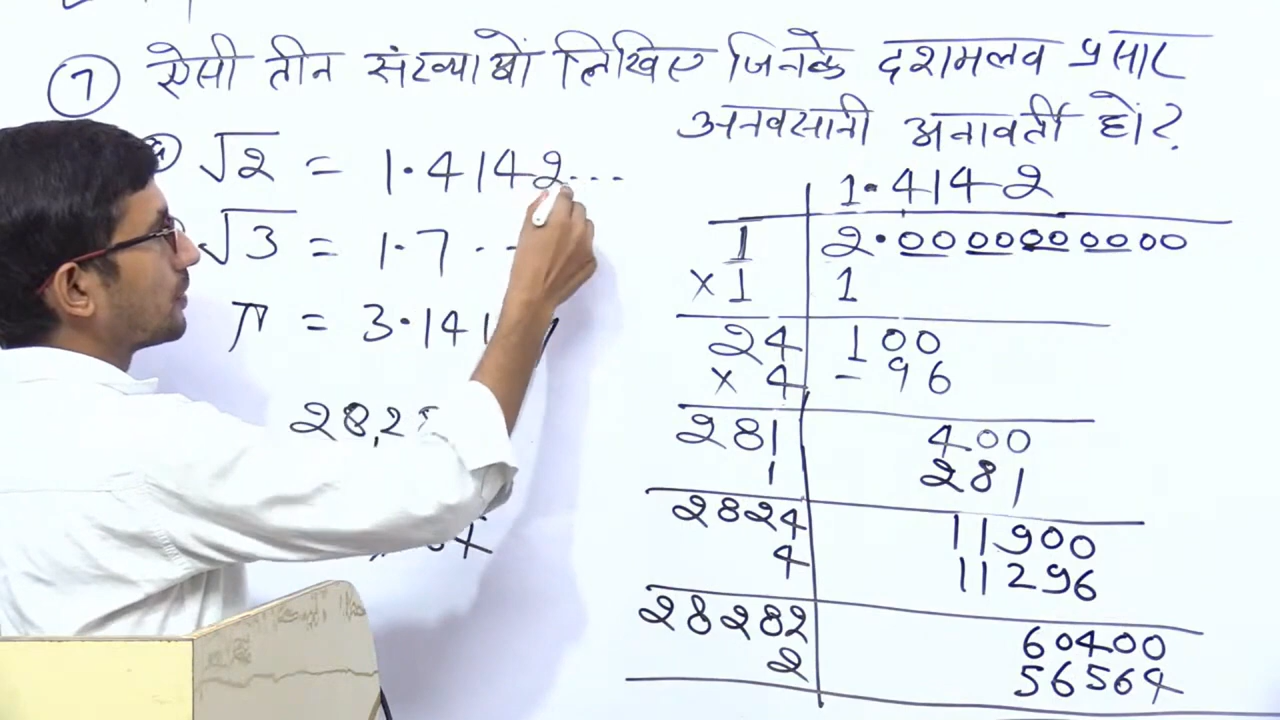 7 ऐसी तीन संख्याओं लिखिए जिनके दशमलव प्रसार
अनवसानी अनावर्ती हों?
√2 = 1.4142...
√3 = 1.7..
π = 3.141
28,2
1.4142
1 2.0000000000
×1 1
24 100
×4 -96
281 400
1 281
2824 11900
4 11296
28282 60400
2 56564